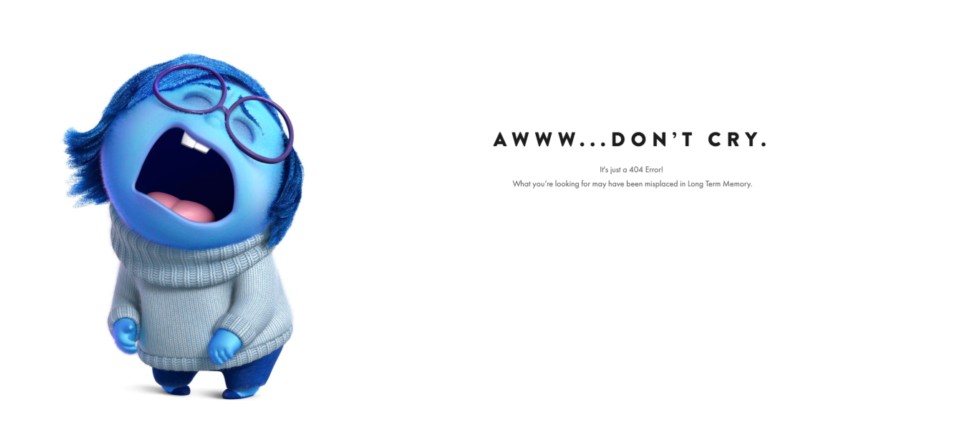 AWWW...DON'T CRY.
It's just a 404 Error!
What you're looking for may have been misplaced in Long Term Memory.